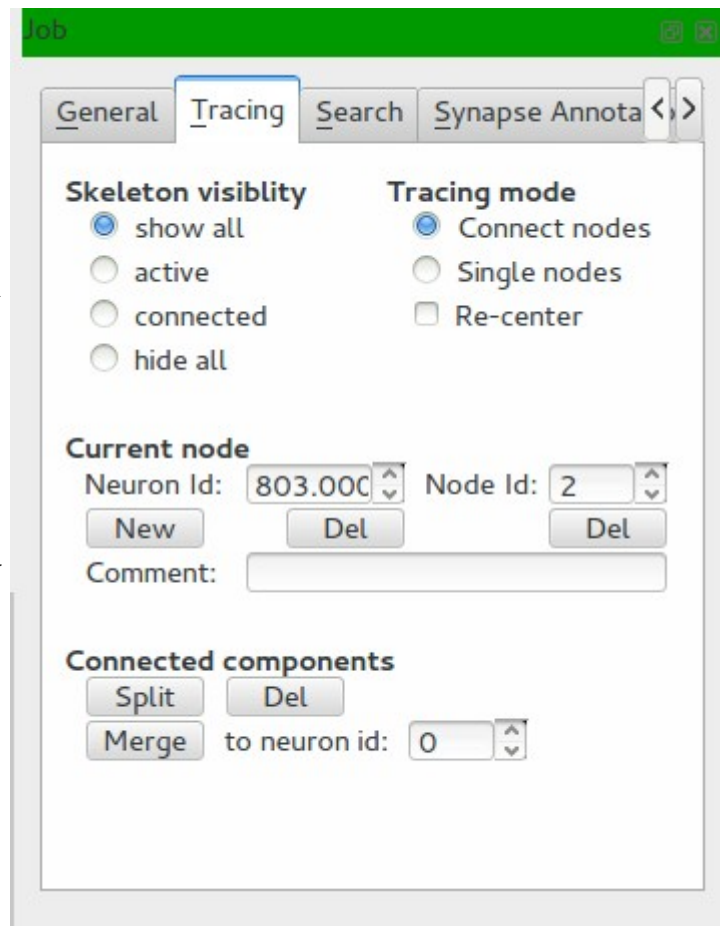 Job
General Tracing Search Synapse Annota
Skeleton visiblity Tracing mode
show all Connect nodes
active Single nodes
connected Re-center
hide all
Current node
Neuron Id: 803.000 Node Id: 2
New Del Del
Comment:
Connected components
Split Del
Merge to neuron id: 0